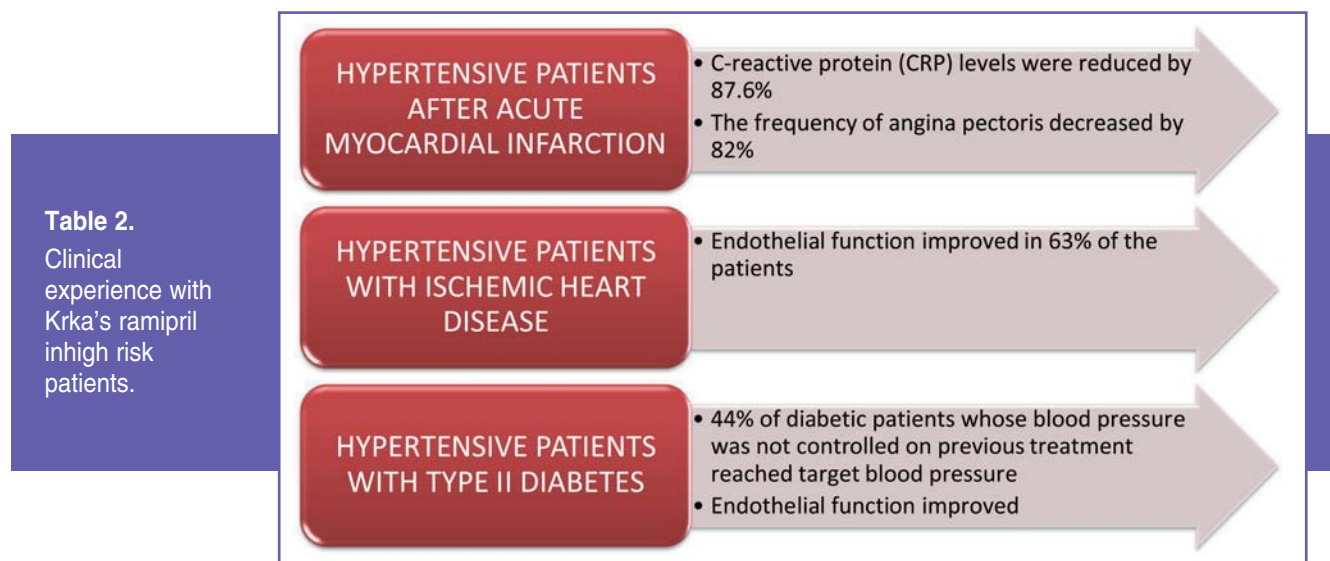 Table 2.
Clinical
experience with
Krka's ramipril
inhigh risk
patients.
HYPERTENSIVE PATIENTS
AFTER ACUTE
MYOCARDIAL INFARCTION
• C-reactive protein (CRP) levels were reduced by
87.6%
• The frequency of angina pectoris decreased by
82%
HYPERTENSIVE PATIENTS
WITH ISCHEMIC HEART
DISEASE
• Endothelial function improved in 63% of the
patients
HYPERTENSIVE PATIENTS
WITH TYPE II DIABETES
• 44% of diabetic patients whose blood pressure
was not controlled on previous treatment
reached target blood pressure
• Endothelial function improved